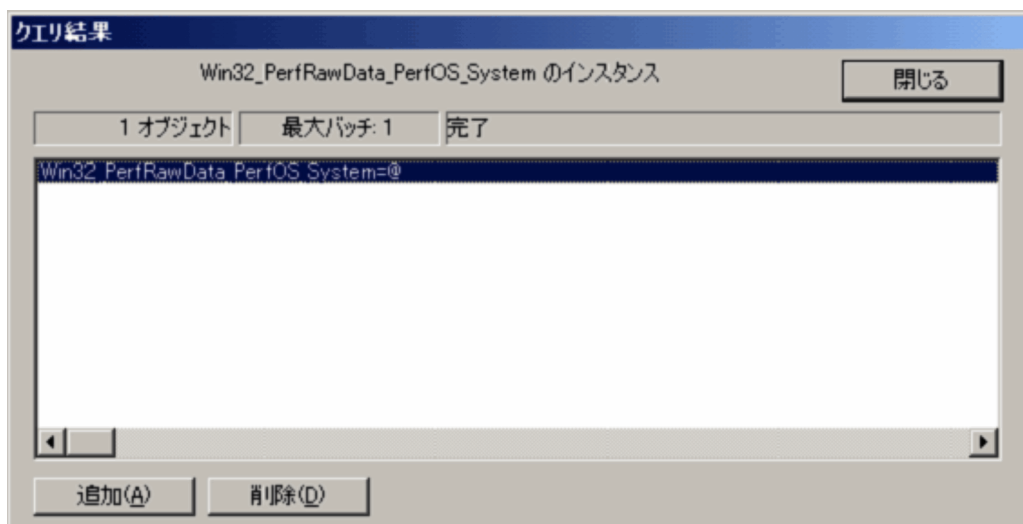 クエリ結果
Win32_PerfRawData_PerfOS_System のインスタンス
閉じる
1 オブジェクト
最大バッチ: 1
完了
Win32_PerfRawData_PerfOS_System=@
追加(A)
削除(D)